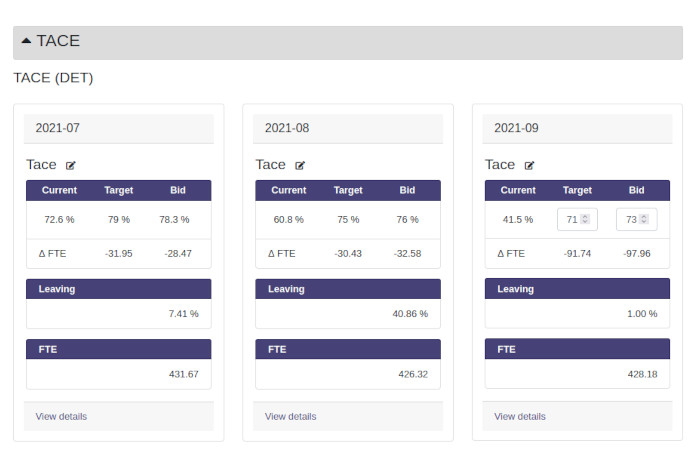 TACE
TACE (DET)
2021-07
Tace
Current Target Bid
72.6 % 79 % 78.3 %
Δ FTE -31.95 -28.47
Leaving
7.41 %
FTE
431.67
View details
2021-08
Tace
Current Target Bid
60.8 % 75 % 76 %
Δ FTE -30.43 -32.58
Leaving
40.86 %
FTE
426.32
View details
2021-09
Tace
Current Target Bid
41.5 % 71 73
Δ FTE -91.74 -97.96
Leaving
1.00 %
FTE
428.18
View details